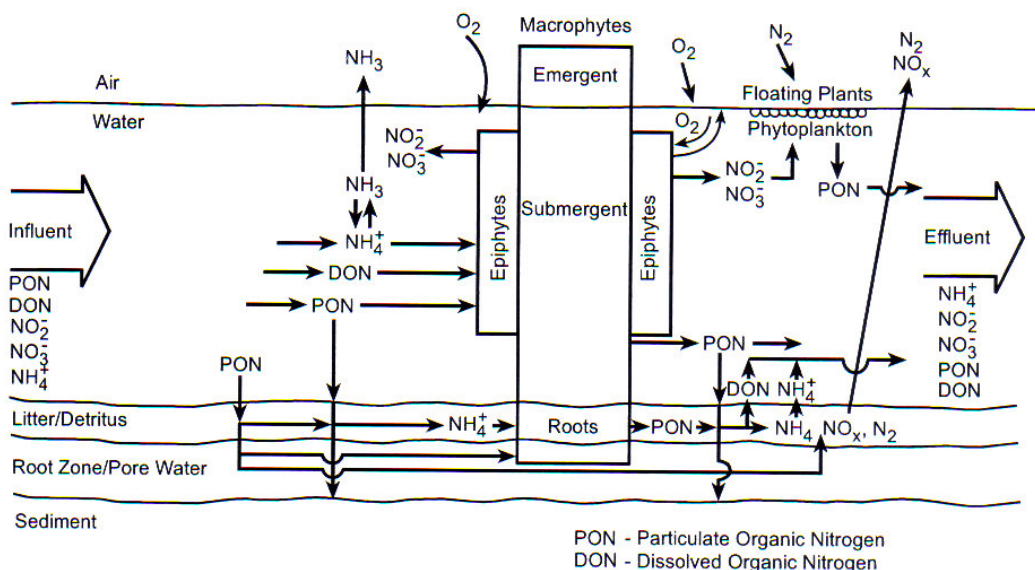 Macrophytes
O₂
N₂
N₂
NOₓ
NH₃
O₂
Emergent
Air
Floating Plants
Water
O₂
Phytoplankton
NO₂⁻
NO₃⁻
NH₃
NO₂⁻
NO₃⁻
PON
Influent
NH₄⁺
Epiphytes
Submergent
Epiphytes
Effluent
DON
PON
PON
DON
NO₂⁻
NO₃⁻
NH₄⁺
NH₄⁺
NO₂⁻
NO₃⁻
PON
DON
PON
PON
DON
NH₄⁺
Litter/Detritus
NH₄⁺
Roots
PON
NH₄
NOₓ, N₂
Root Zone/Pore Water
Sediment
PON - Particulate Organic Nitrogen
DON - Dissolved Organic Nitrogen